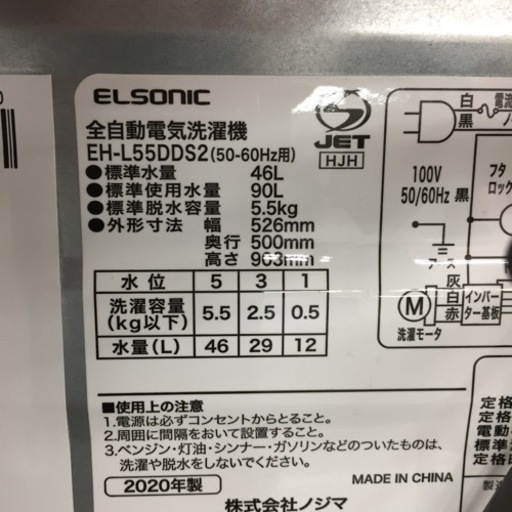 ELSONIC
全自動電気洗濯機
EH-L55DDS2(50-60Hz用)
●標準水量 46L
●標準使用水量 90L
●標準脱水容量 5.5kg
●外形寸法 幅 526mm
奥行 500mm
高さ 903mm
JET
HJH
水位 5 3 1
洗濯容量(kg以下) 5.5 2.5 0.5
水量(L) 46 29 12
白
黒
電流
100V
50/60Hz
黒
フタ
ロック
アース
灰
白
赤
M
洗濯モータ
インバーター基板
■使用上の注意
1.電源は必ずコンセントからとること。
2.周囲に間隔をおいて設置すること。
3.ベンジン・灯油・シンナー・ガソリンなどのついたものは、
洗濯や脱水をしないでください。
2020年製
MADE IN CHINA
株式会社ノジマ
定格
定格
電動
標準
定格